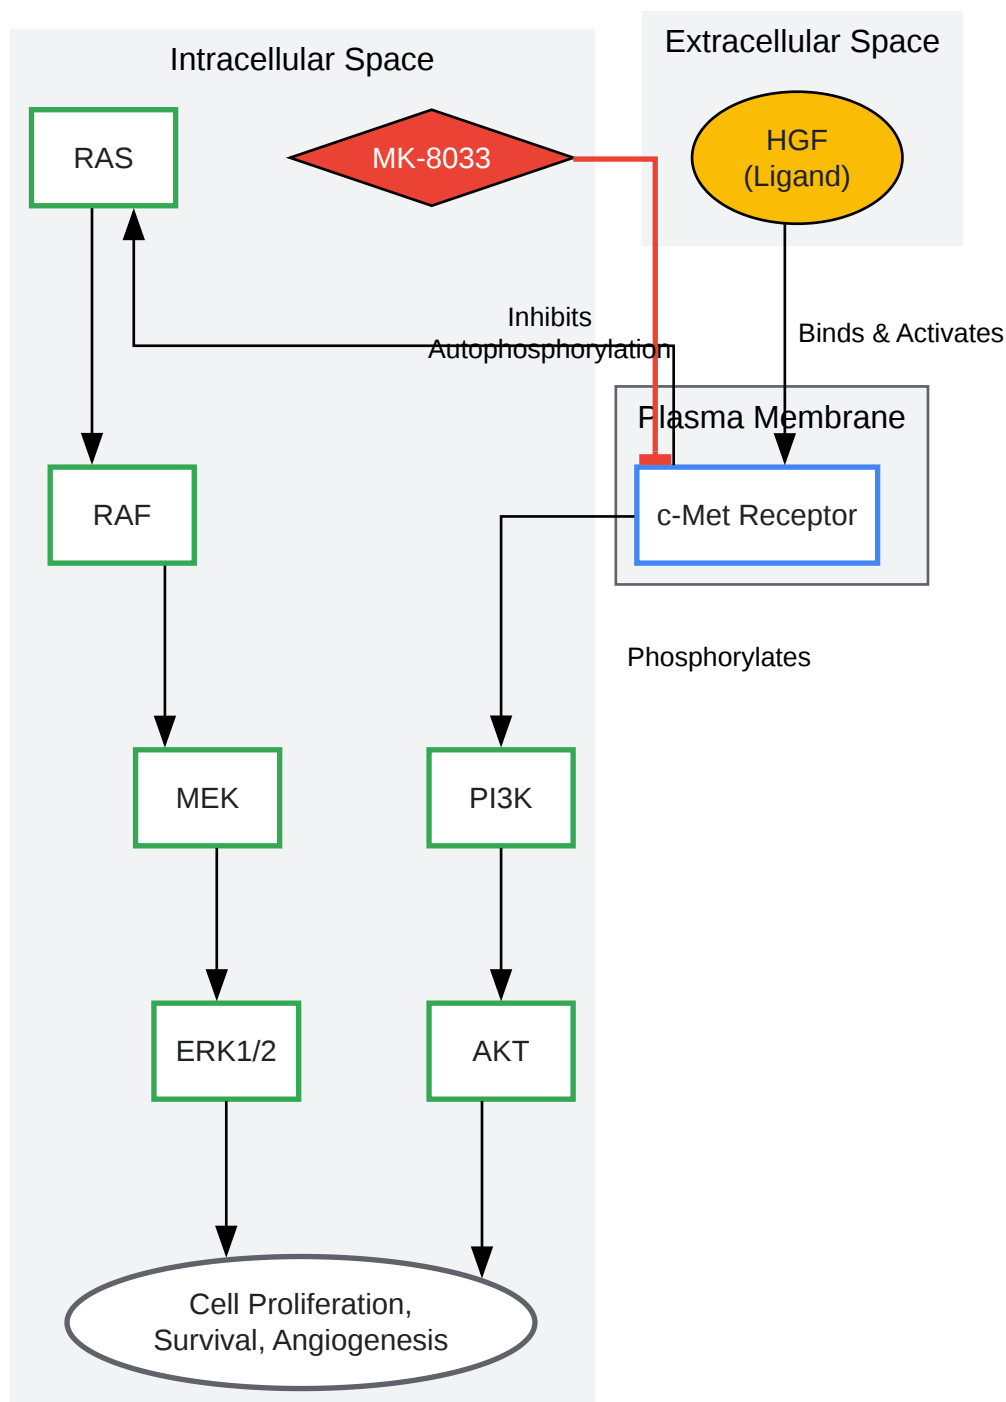 Extracellular Space
Intracellular Space
HGF
(Ligand)
RAS
MK-8033
Inhibits
Autophosphorylation
Binds & Activates
Plasma Membrane
RAF
c-Met Receptor
Phosphorylates
MEK
PI3K
ERK1/2
AKT
Cell Proliferation,
Survival, Angiogenesis